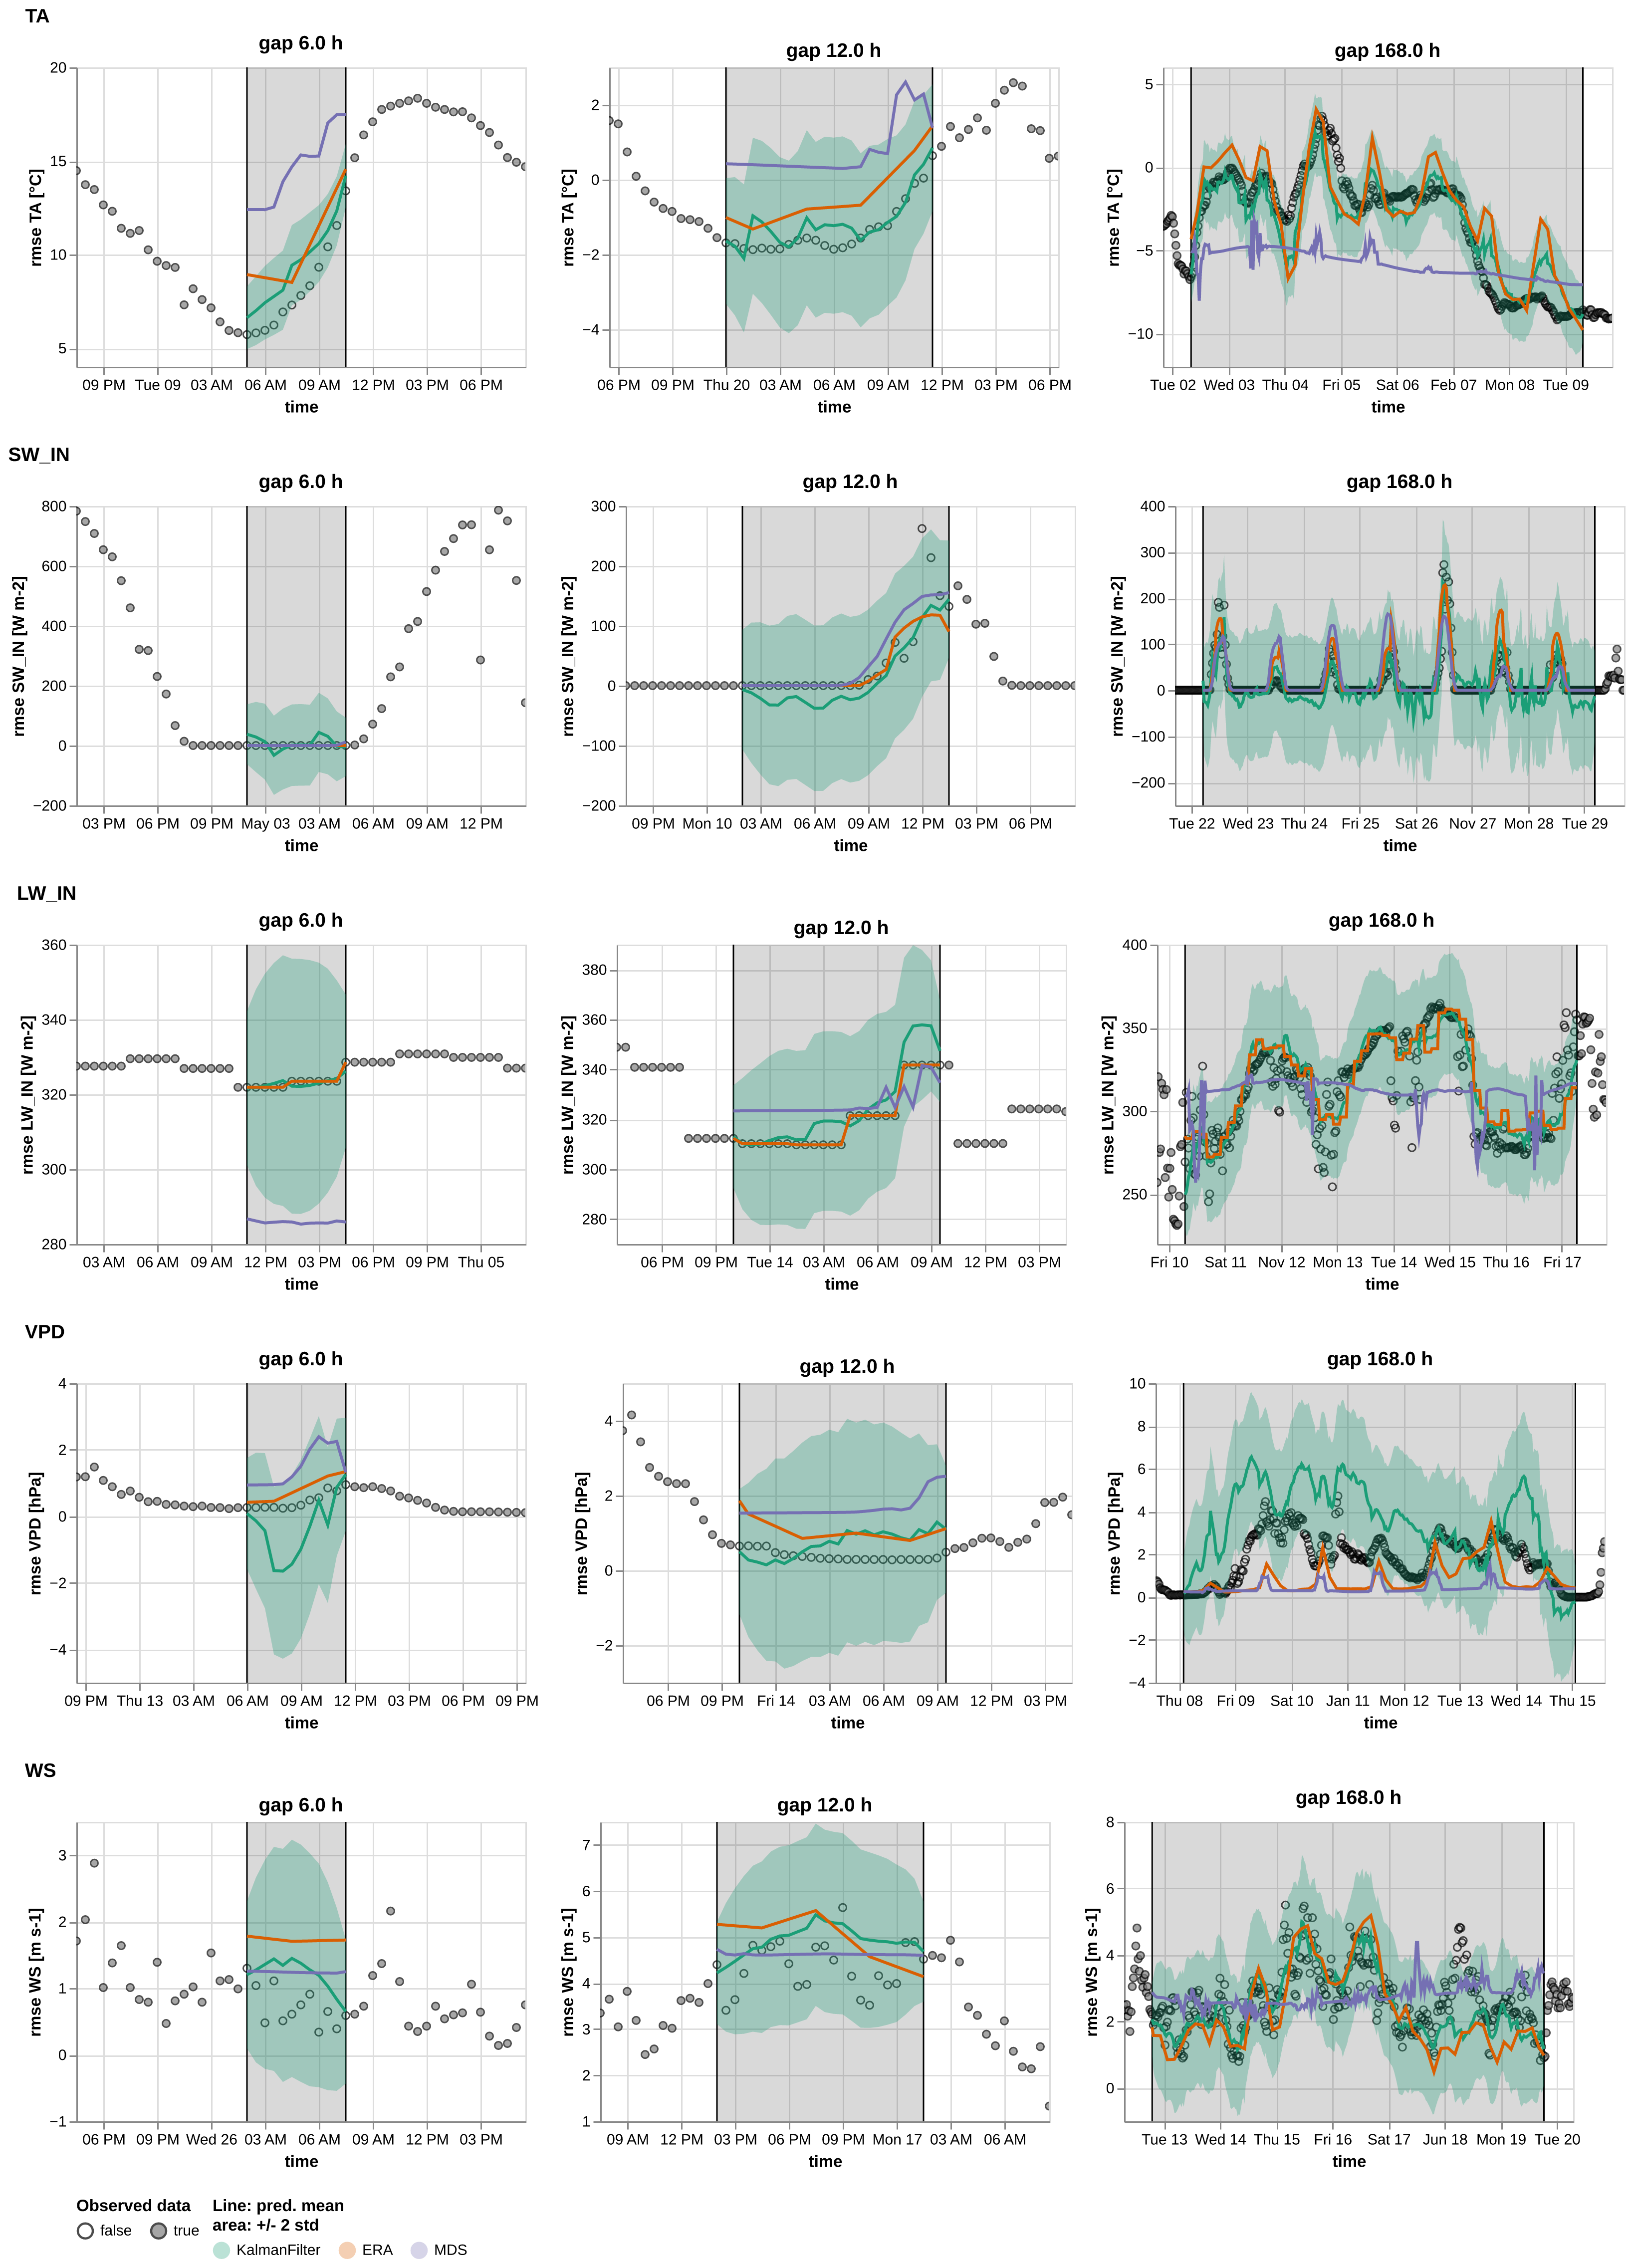 TA
gap 6.0 h
gap 12.0 h
gap 168.0 h
rmse TA [°C]
20
15
10
5
09 PM Tue 09 03 AM 06 AM 09 AM 12 PM 03 PM 06 PM
time
rmse TA [°C]
2
0
−2
−4
06 PM 09 PM Thu 20 03 AM 06 AM 09 AM 12 PM 03 PM 06 PM
time
rmse TA [°C]
5
0
−5
−10
Tue 02 Wed 03 Thu 04 Fri 05 Sat 06 Feb 07 Mon 08 Tue 09
time
SW_IN
gap 6.0 h
gap 12.0 h
gap 168.0 h
rmse SW_IN [W m-2]
800
600
400
200
0
−200
03 PM 06 PM 09 PM May 03 03 AM 06 AM 09 AM 12 PM
time
rmse SW_IN [W m-2]
300
200
100
0
−100
−200
09 PM Mon 10 03 AM 06 AM 09 AM 12 PM 03 PM 06 PM
time
rmse SW_IN [W m-2]
400
300
200
100
0
−100
−200
Tue 22 Wed 23 Thu 24 Fri 25 Sat 26 Nov 27 Mon 28 Tue 29
time
LW_IN
gap 6.0 h
gap 12.0 h
gap 168.0 h
rmse LW_IN [W m-2]
360
340
320
300
280
03 AM 06 AM 09 AM 12 PM 03 PM 06 PM 09 PM Thu 05
time
rmse LW_IN [W m-2]
380
360
340
320
300
280
06 PM 09 PM Tue 14 03 AM 06 AM 09 AM 12 PM 03 PM
time
rmse LW_IN [W m-2]
400
350
300
250
Fri 10 Sat 11 Nov 12 Mon 13 Tue 14 Wed 15 Thu 16 Fri 17
time
VPD
gap 6.0 h
gap 12.0 h
gap 168.0 h
rmse VPD [hPa]
4
2
0
−2
−4
09 PM Thu 13 03 AM 06 AM 09 AM 12 PM 03 PM 06 PM 09 PM
time
rmse VPD [hPa]
4
2
0
−2
06 PM 09 PM Fri 14 03 AM 06 AM 09 AM 12 PM 03 PM
time
rmse VPD [hPa]
10
8
6
4
2
0
−2
−4
Thu 08 Fri 09 Sat 10 Jan 11 Mon 12 Tue 13 Wed 14 Thu 15
time
WS
gap 6.0 h
gap 12.0 h
gap 168.0 h
rmse WS [m s-1]
3
2
1
0
−1
06 PM 09 PM Wed 26 03 AM 06 AM 09 AM 12 PM 03 PM
time
rmse WS [m s-1]
7
6
5
4
3
2
1
09 AM 12 PM 03 PM 06 PM 09 PM Mon 17 03 AM 06 AM
time
rmse WS [m s-1]
8
6
4
2
0
Tue 13 Wed 14 Thu 15 Fri 16 Sat 17 Jun 18 Mon 19 Tue 20
time
Observed data
false true
Line: pred. mean
area: +/- 2 std
KalmanFilter ERA MDS